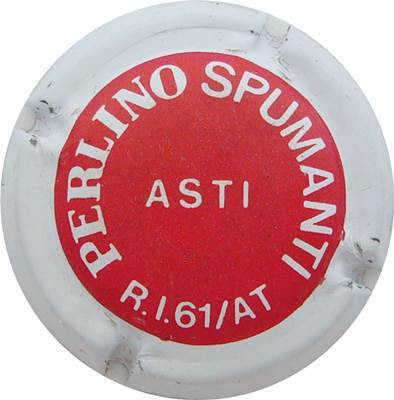 PERLINO SPUMANTI
ASTI
R.I.61/AT